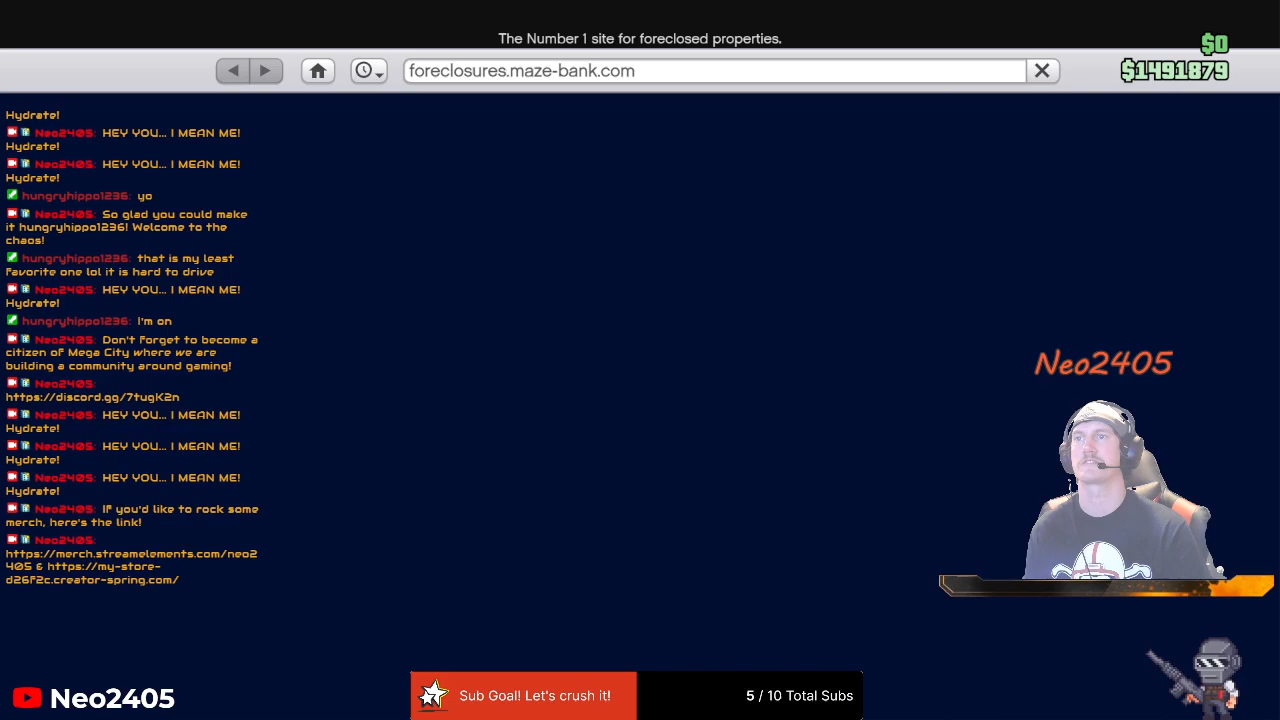 The Number 1 site for foreclosed properties.
$0
foreclosures.maze-bank.com
$1491879
Hydrate!
Neo2405: HEY YOU... I MEAN ME!
Hydrate!
Neo2405: HEY YOU... I MEAN ME!
Hydrate!
hungryhippo1236: yo
Neo2405: So glad you could make
it hungryhippo1236! Welcome to the
chaos!
hungryhippo1236: that is my least
favorite one lol it is hard to drive
Neo2405: HEY YOU... I MEAN ME!
Hydrate!
hungryhippo1236: I'm on
Neo2405: Don't forget to become a
citizen of Mega City where we are
building a community around gaming!
Neo2405:
https://discord.gg/7tugK2n
Neo2405: HEY YOU... I MEAN ME!
Hydrate!
Neo2405: HEY YOU... I MEAN ME!
Hydrate!
Neo2405: HEY YOU... I MEAN ME!
Hydrate!
Neo2405: If you'd like to rock some
merch, here's the link!
Neo2405:
https://merch.streamelements.com/neo2
405 & https://my-store-
d26f2c.creator-spring.com/
Neo2405
Neo2405
Sub Goal! Let's crush it!
5 / 10 Total Subs